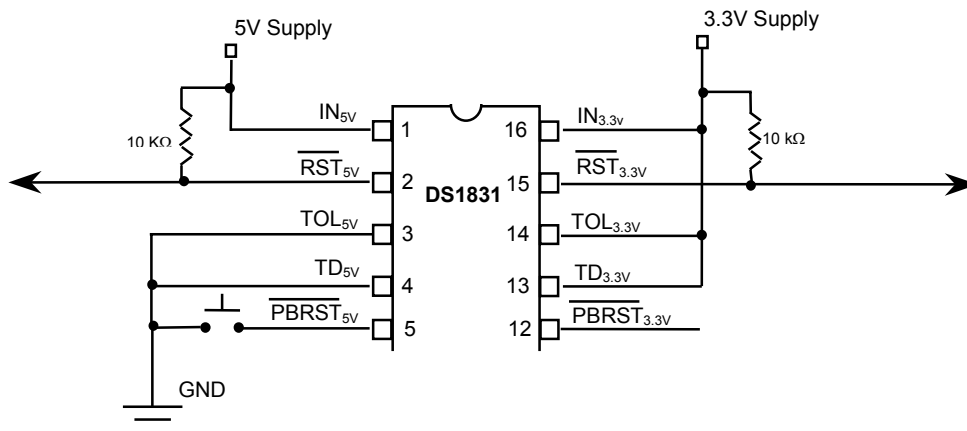 5V Supply
3.3V Supply
10 KΩ
IN5V
1
16
IN3.3v
10 kΩ
RST5V
2
DS1831
15
RST3.3V
TOL5V
3
14
TOL3.3V
TD5V
4
13
TD3.3V
PBRST5V
5
12
PBRST3.3V
GND